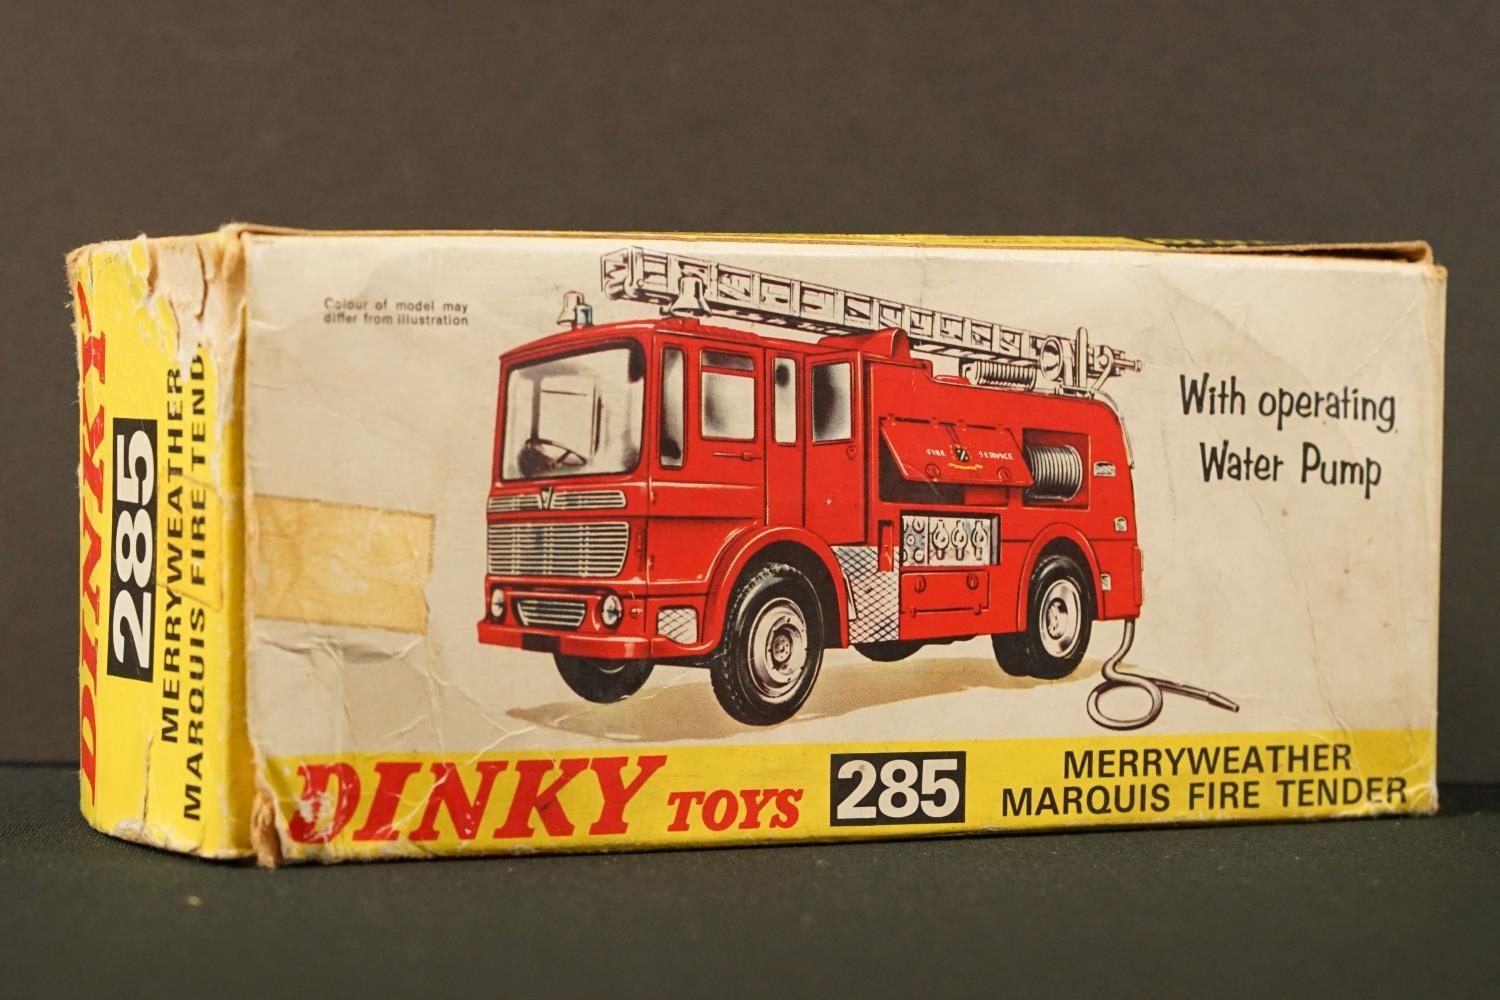 DINKY
285
MERRYWEATHER
MARQUIS FIRE TEND
Colour of model may
differ from illustration
FIRE SERVICE
With operating
Water Pump
DINKY TOYS 285
MERRYWEATHER
MARQUIS FIRE TENDER